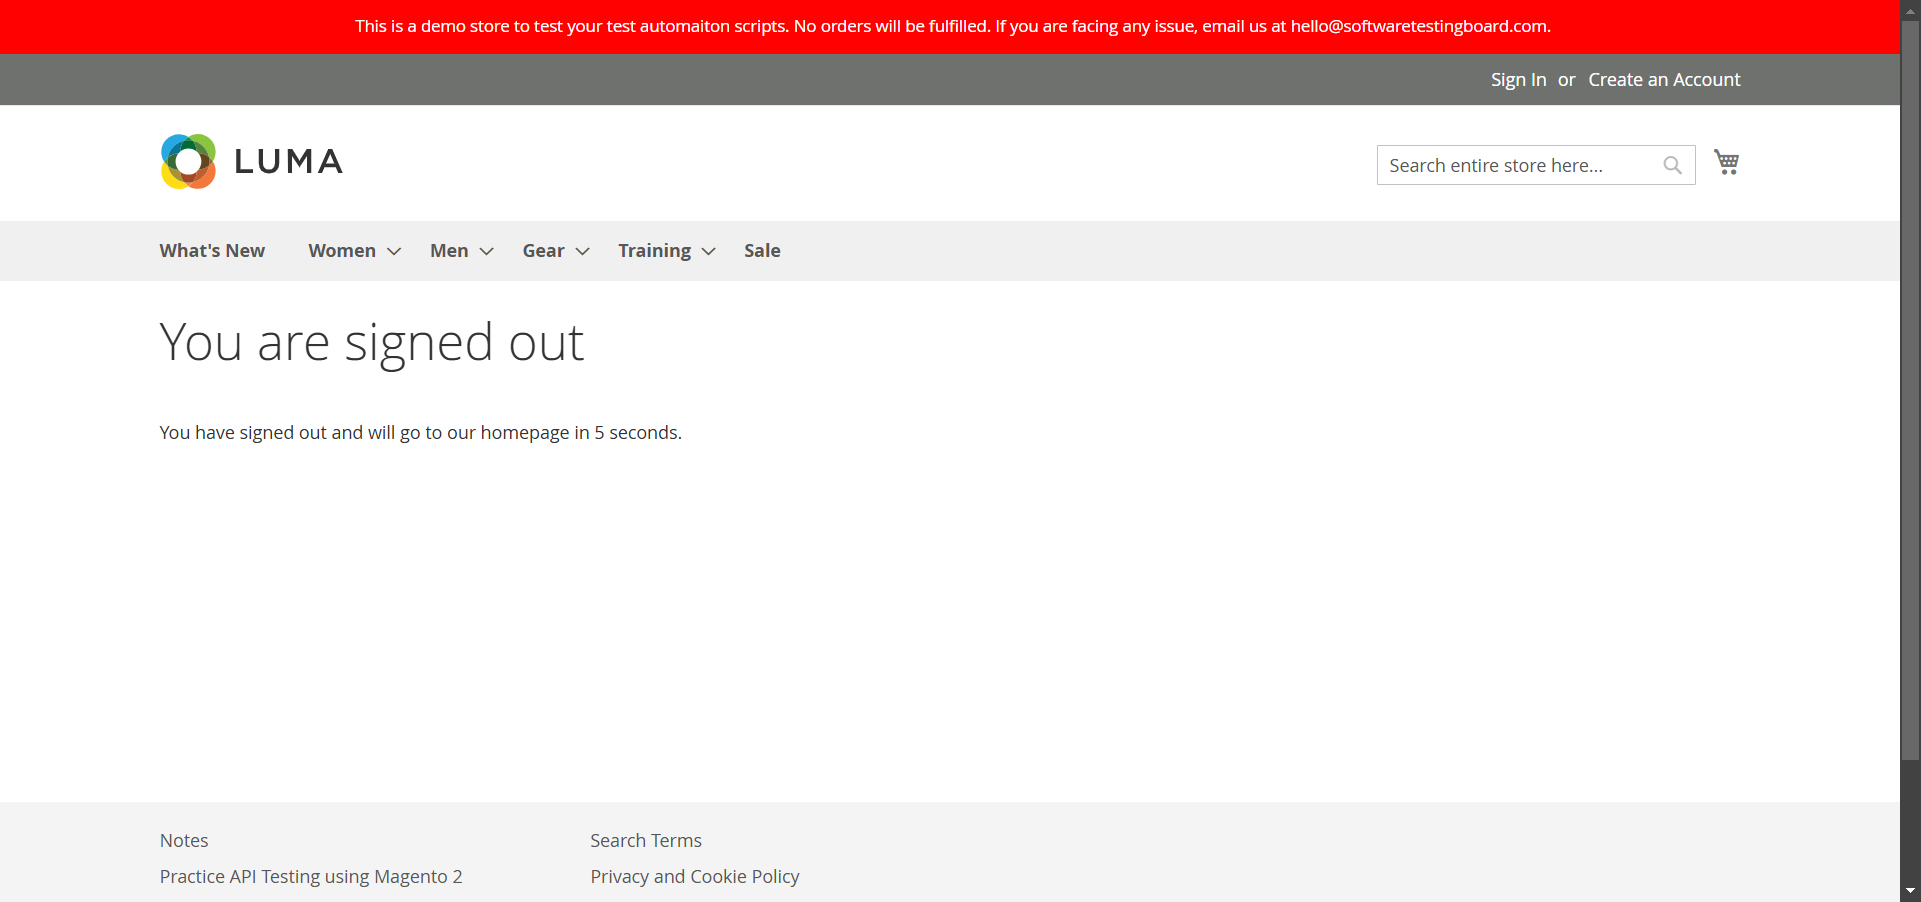 This is a demo store to test your test automaiton scripts. No orders will be fulfilled. If you are facing any issue, email us at hello@softwaretestingboard.com.
Sign In or Create an Account
LUMA
Search entire store here...
What's New Women Men Gear Training Sale
You are signed out
You have signed out and will go to our homepage in 5 seconds.
Notes Search Terms
Practice API Testing using Magento 2 Privacy and Cookie Policy